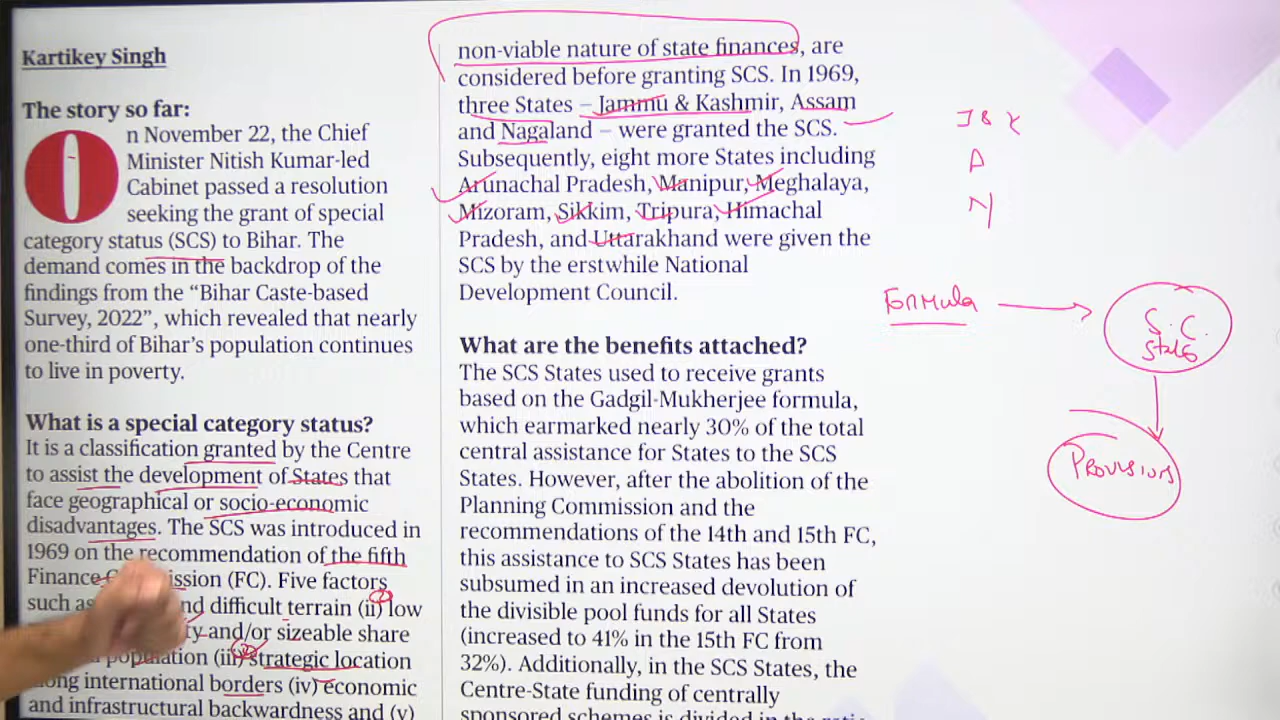 Kartikey Singh
The story so far:
On November 22, the Chief
Minister Nitish Kumar-led
Cabinet passed a resolution
seeking the grant of special
category status (SCS) to Bihar. The
demand comes in the backdrop of the
findings from the “Bihar Caste-based
Survey, 2022”, which revealed that nearly
one-third of Bihar’s population continues
to live in poverty.
What is a special category status?
It is a classification granted by the Centre
to assist the development of States that
face geographical or socio-economic
disadvantages. The SCS was introduced in
1969 on the recommendation of the fifth
Finance (FC). Five factors
such as difficult terrain (ii) low
and/or sizeable share
population (iii) strategic location
along international borders (iv) economic
and infrastructural backwardness and (v)
non-viable nature of state finances, are
considered before granting SCS. In 1969,
three States – Jammu & Kashmir, Assam
and Nagaland – were granted the SCS.
Subsequently, eight more States including
Arunachal Pradesh, Manipur, Meghalaya,
Mizoram, Sikkim, Tripura, Himachal
Pradesh, and Uttarakhand were given the
SCS by the erstwhile National
Development Council.
What are the benefits attached?
The SCS States used to receive grants
based on the Gadgil-Mukherjee formula,
which earmarked nearly 30% of the total
central assistance for States to the SCS
States. However, after the abolition of the
Planning Commission and the
recommendations of the 14th and 15th FC,
this assistance to SCS States has been
subsumed in an increased devolution of
the divisible pool funds for all States
(increased to 41% in the 15th FC from
32%). Additionally, in the SCS States, the
Centre-State funding of centrally
sponsored schemes is divided in the ratio
J & K
A
N
FORMULA
S.C.
States
PROVISIONS